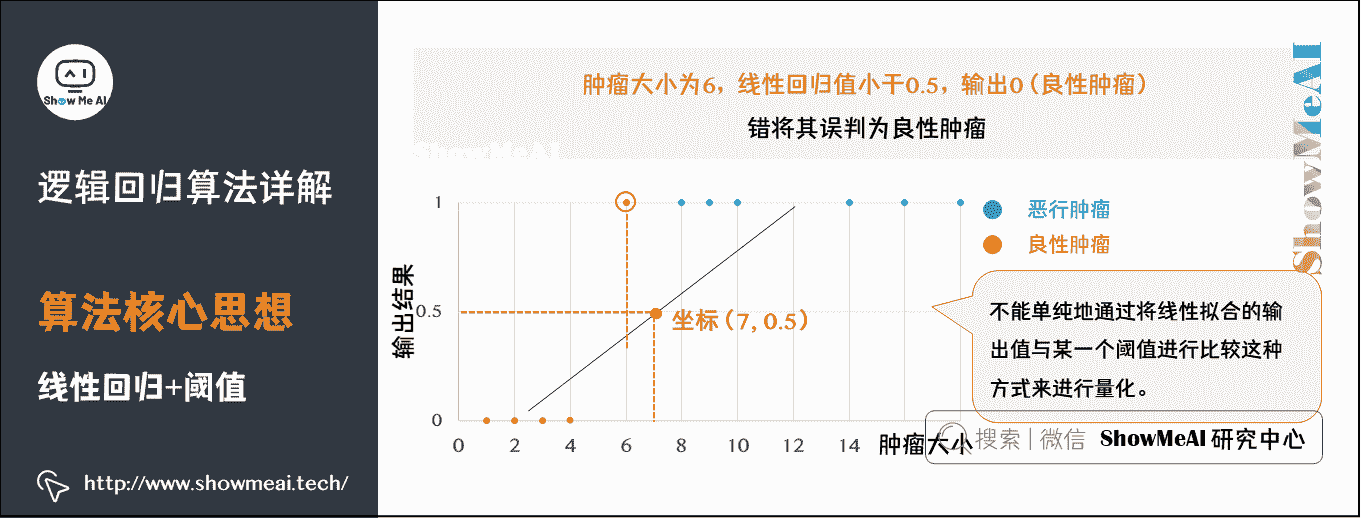 Show Me AI
逻辑回归算法详解
算法核心思想
线性回归+阈值
http://www.showmeai.tech/
肿瘤大小为6，线性回归值小于0.5，输出0（良性肿瘤）
错将其误判为良性肿瘤
ShowMeAI
ShowMeAI
恶行肿瘤
良性肿瘤
输出结果
1
0.5
0
坐标（7, 0.5）
0 2 4 6 8 10 12 14
肿瘤大小
不能单纯地通过将线性拟合的输
出值与某一个阈值进行比较这种
方式来进行量化。
搜索 | 微信 ShowMeAI 研究中心